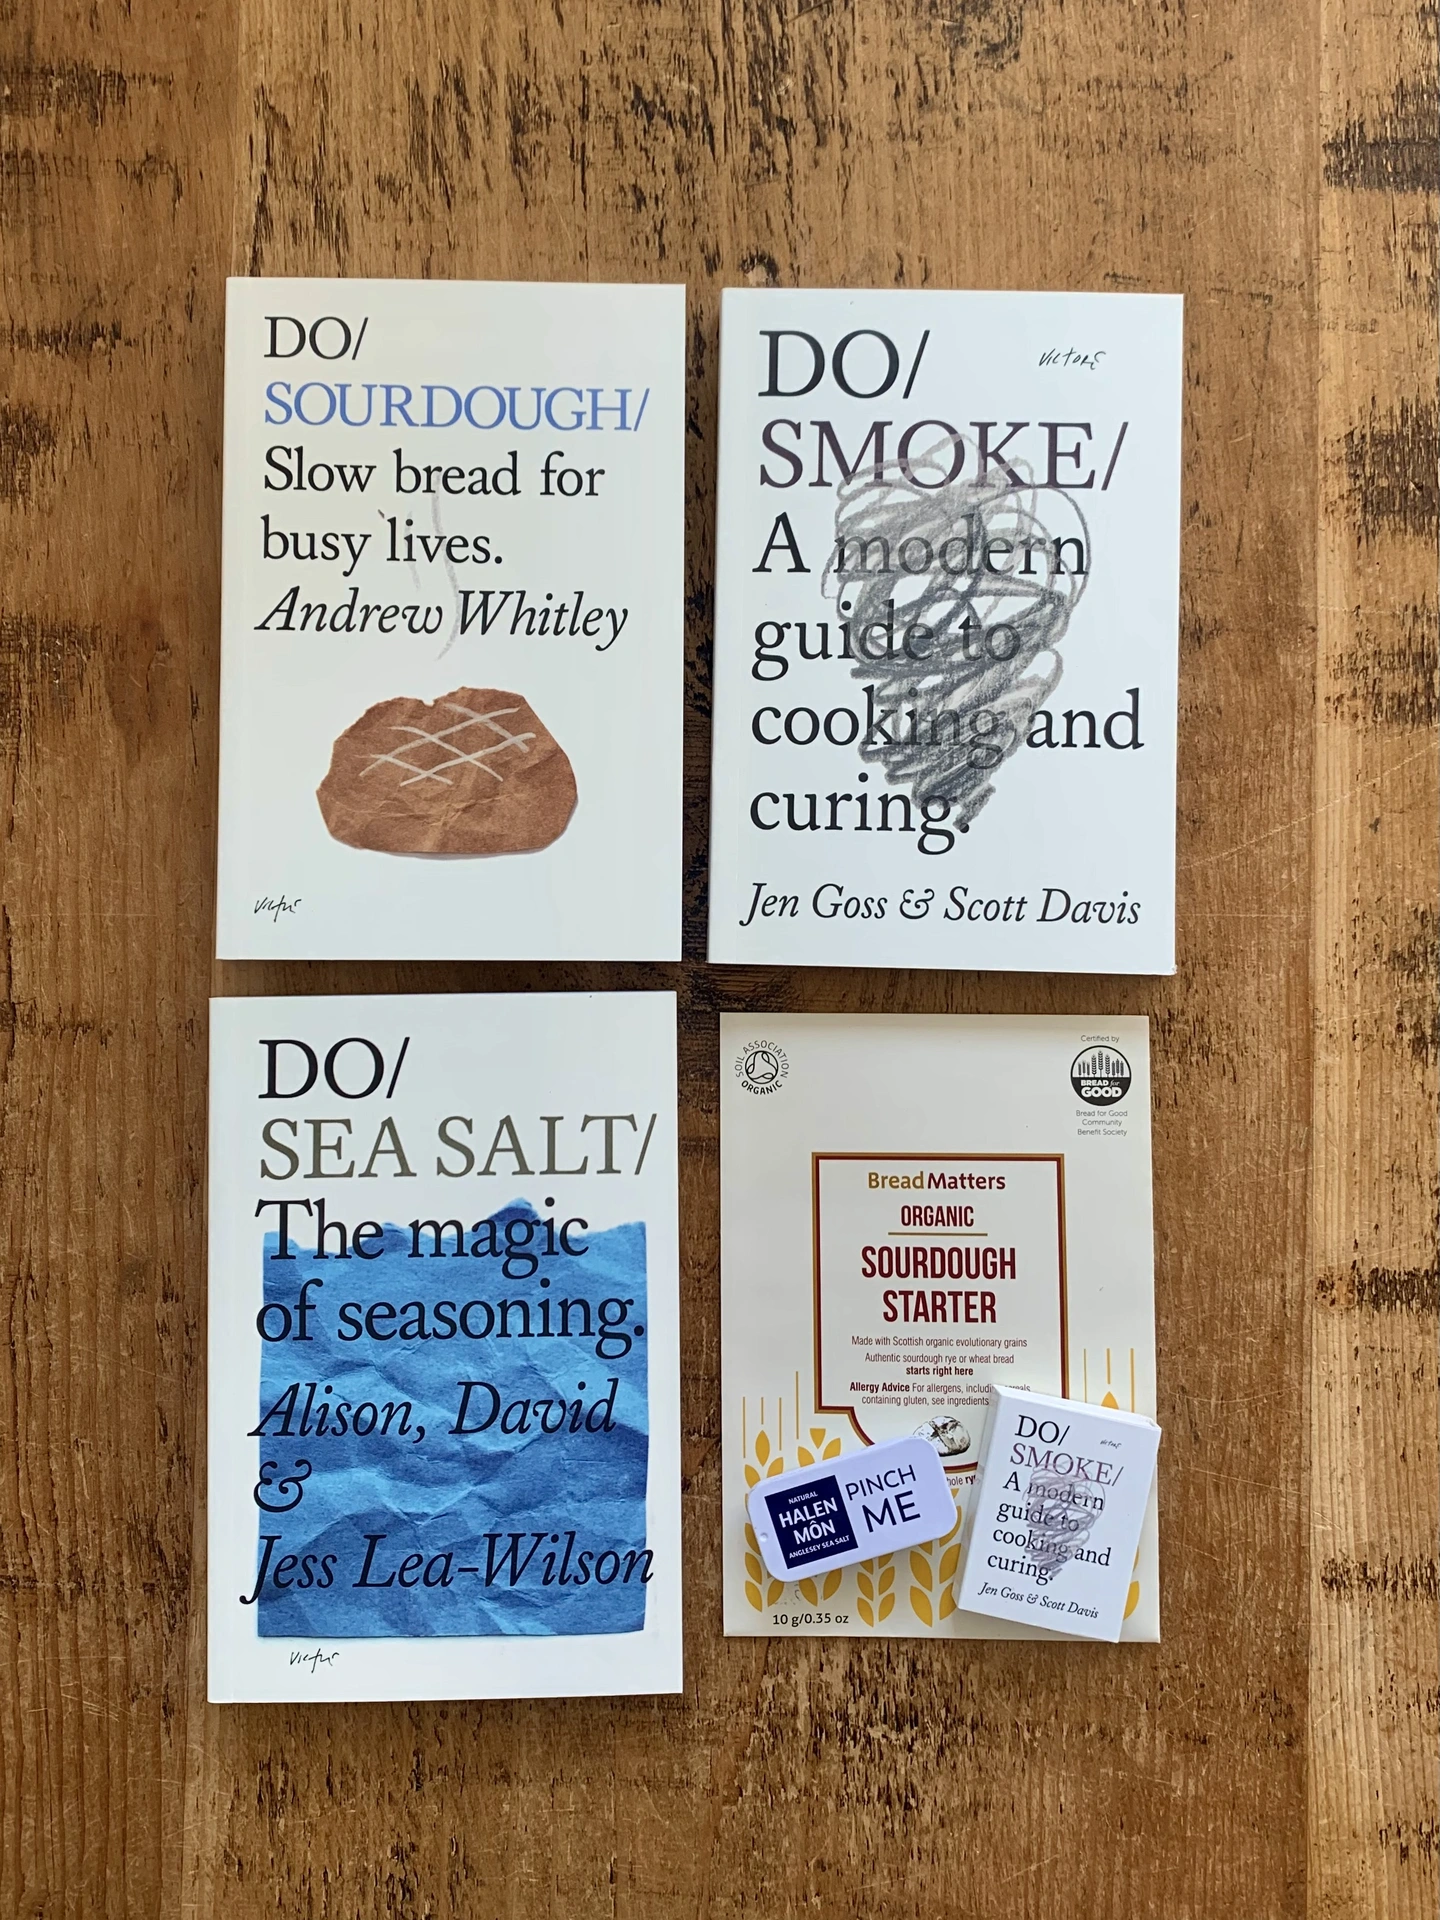 DO/
SOURDOUGH/
Slow bread for
busy lives.
Andrew Whitley
DO/
SMOKE/
A modern
guide to
cooking and
curing.
Jen Goss & Scott Davis
DO/
SEA SALT/
The magic
of seasoning.
Alison, David
&
Jess Lea-Wilson
SOIL ASSOCIATION
ORGANIC
Certified by
BREAD for
GOOD
Bread for Good
Community
Benefit Society
BreadMatters
ORGANIC
SOURDOUGH
STARTER
Made with Scottish organic evolutionary grains
Authentic sourdough rye or wheat bread
starts right here
Allergy Advice For allergens,
containing gluten, see ingredients
10 g/0.35 oz
NATURAL
HALEN
MÔN
ANGLESEY SEA SALT
PINCH
ME
DO/
SMOKE/
A modern
guide to
cooking and
curing.
Jen Goss & Scott Davis